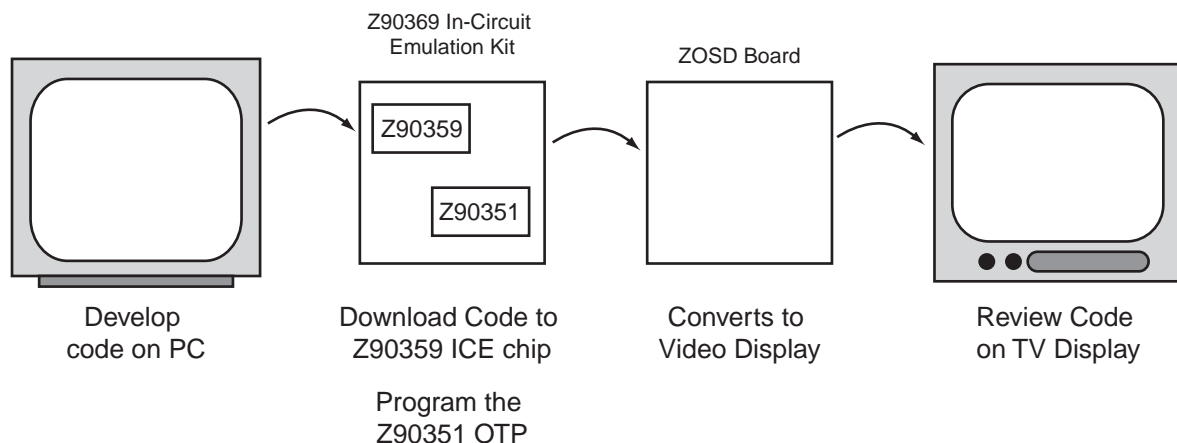 Z90369 In-Circuit
Emulation Kit
ZOSD Board
Z90359
Z90351
Develop
code on PC
Download Code to
Z90359 ICE chip
Program the
Z90351 OTP
Converts to
Video Display
Review Code
on TV Display